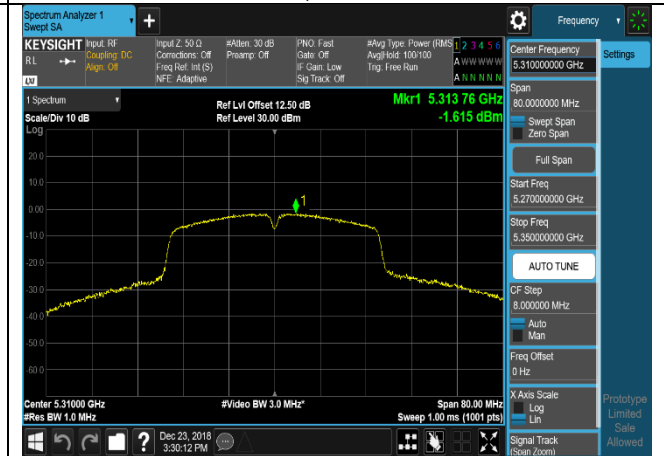 Spectrum Analyzer 1
Swept SA
+
Frequency
KEYSIGHT
RL
LXI
Input: RF
Coupling: DC
Align: Off
Input Z: 50 Ω
Corrections: Off
Freq Ref: Int (S)
NFE: Adaptive
#Atten: 30 dB
Preamp: Off
PNO: Fast
Gate: Off
IF Gain: Low
Sig Track: Off
#Avg Type: Power (RMS
Avg|Hold: 100/100
Trig: Free Run
1 2 3 4 5 6
A W W W W W
A N N N N N
1 Spectrum
Scale/Div 10 dB
Log
Ref Lvl Offset 12.50 dB
Ref Level 30.00 dBm
Mkr1 5.313 76 GHz
-1.615 dBm
20.0
10.0
0.00
-10.0
-20.0
-30.0
-40.0
-50.0
-60.0
1
Center 5.31000 GHz
#Res BW 1.0 MHz
#Video BW 3.0 MHz*
Span 80.00 MHz
Sweep 1.00 ms (1001 pts)
Dec 23, 2018
3:30:12 PM
?
Center Frequency
5.310000000 GHz
Span
80.0000000 MHz
Swept Span
Zero Span
Full Span
Start Freq
5.270000000 GHz
Stop Freq
5.350000000 GHz
AUTO TUNE
CF Step
8.000000 MHz
Auto
Man
Freq Offset
0 Hz
X Axis Scale
Log
Lin
Signal Track
(Span Zoom)
Settings
Prototype
Limited
Sale
Allowed